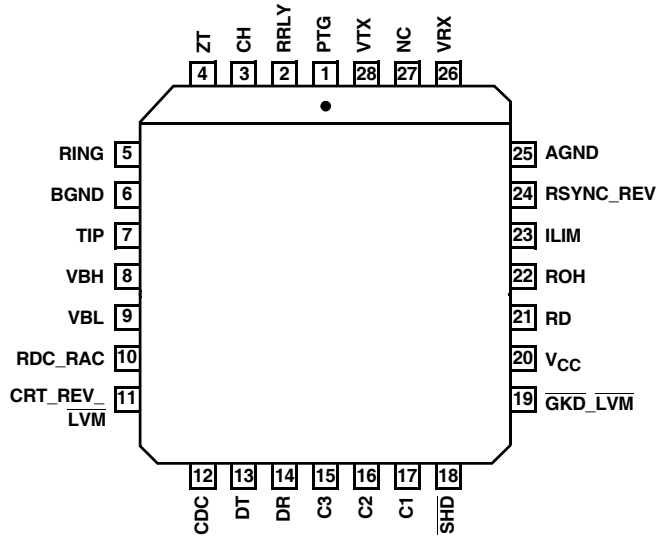 ZT
CH
RRLY
PTG
VTX
NC
VRX
4
3
2
1
28
27
26
RING 5
BGND 6
TIP 7
VBH 8
VBL 9
RDC_RAC 10
CRT_REV_ 11
LVM
25 AGND
24 RSYNC_REV
23 ILIM
22 ROH
21 RD
20 VCC
19 GKD_LVM
12
13
14
15
16
17
18
CDC
DT
DR
C3
C2
C1
SHD